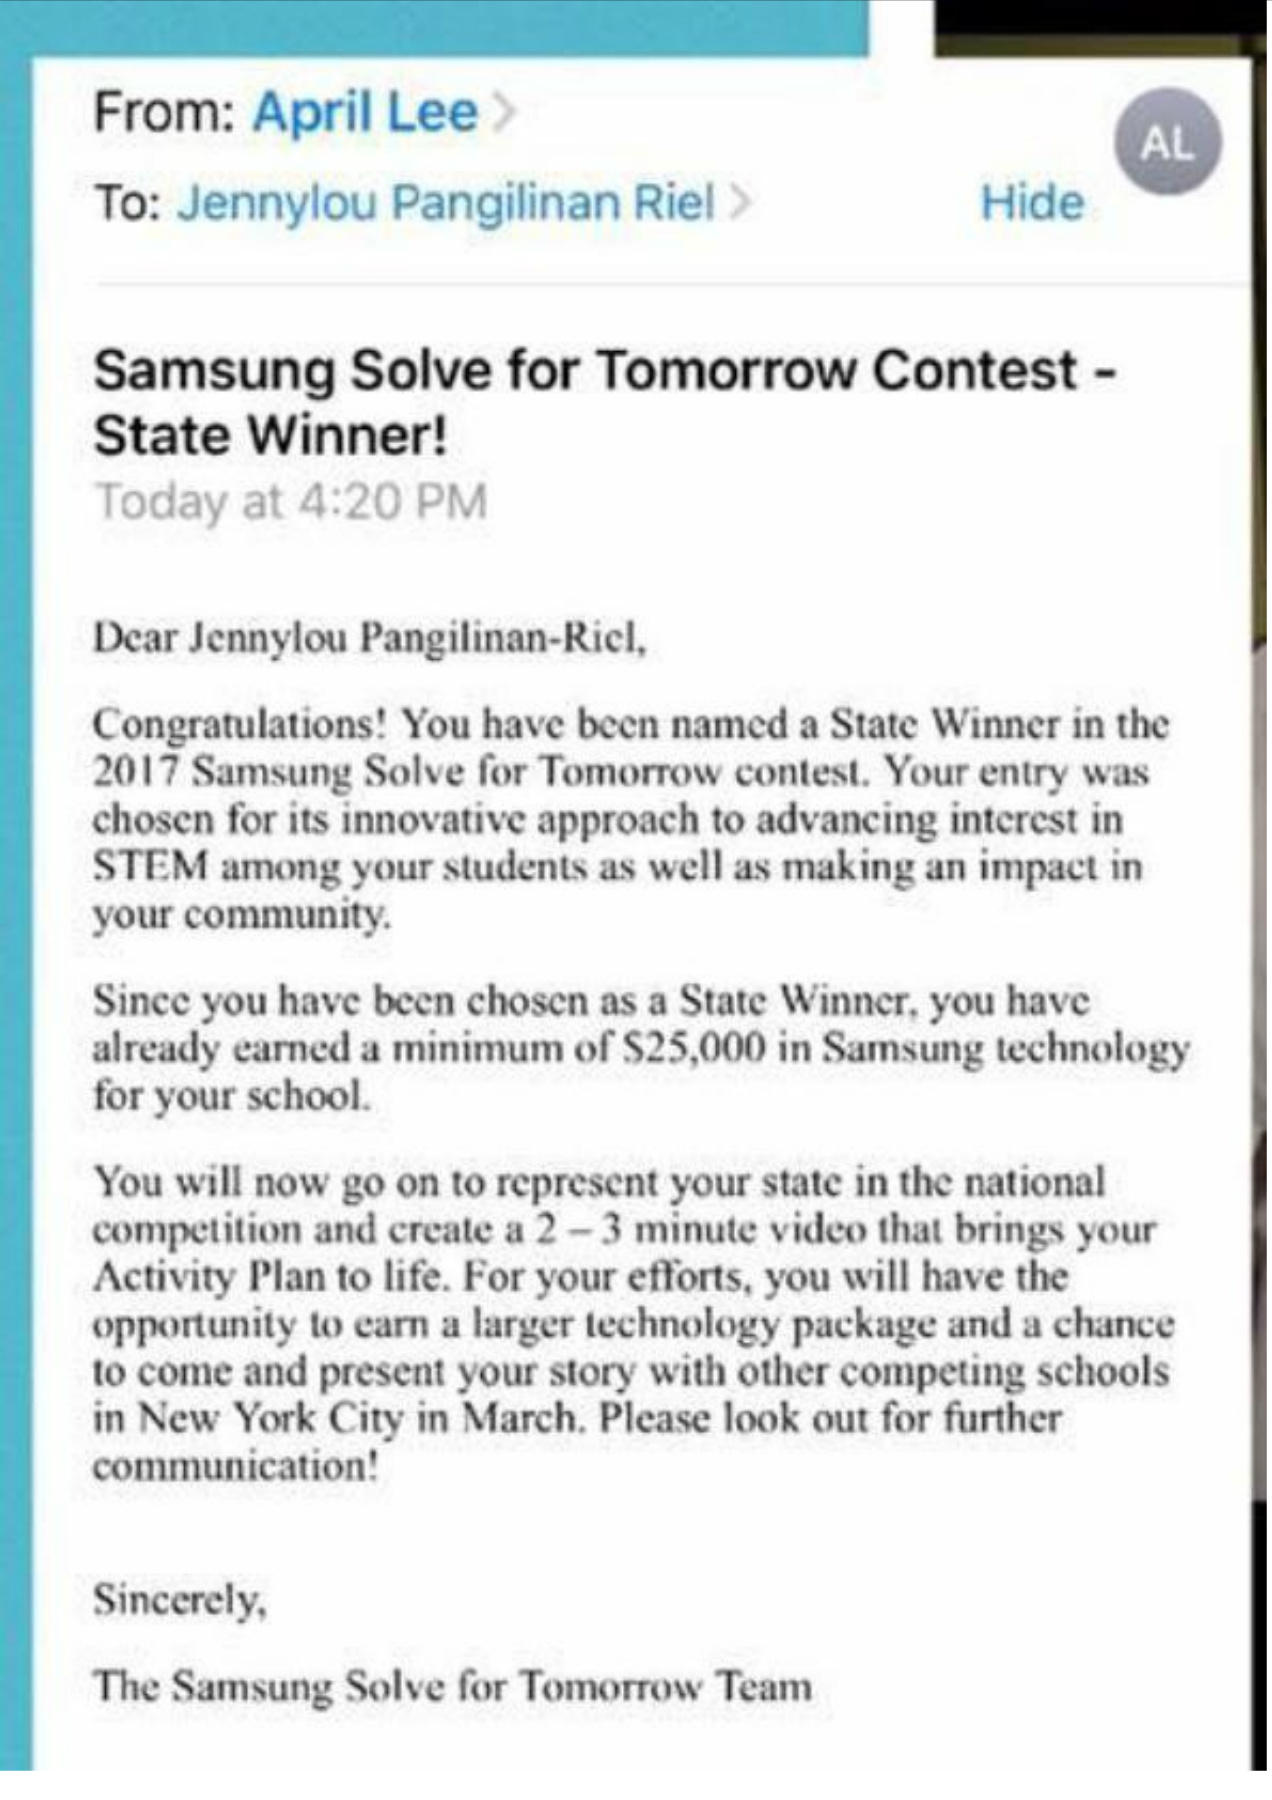 From: April Lee >
AL
To: Jennylou Pangilinan Riel >
Hide
Samsung Solve for Tomorrow Contest -
State Winner!
Today at 4:20 PM
Dear Jennylou Pangilinan-Riel,
Congratulations! You have been named a State Winner in the
2017 Samsung Solve for Tomorrow contest. Your entry was
chosen for its innovative approach to advancing interest in
STEM among your students as well as making an impact in
your community.
Since you have been chosen as a State Winner, you have
already earned a minimum of $25,000 in Samsung technology
for your school.
You will now go on to represent your state in the national
competition and create a 2 – 3 minute video that brings your
Activity Plan to life. For your efforts, you will have the
opportunity to earn a larger technology package and a chance
to come and present your story with other competing schools
in New York City in March. Please look out for further
communication!
Sincerely,
The Samsung Solve for Tomorrow Team